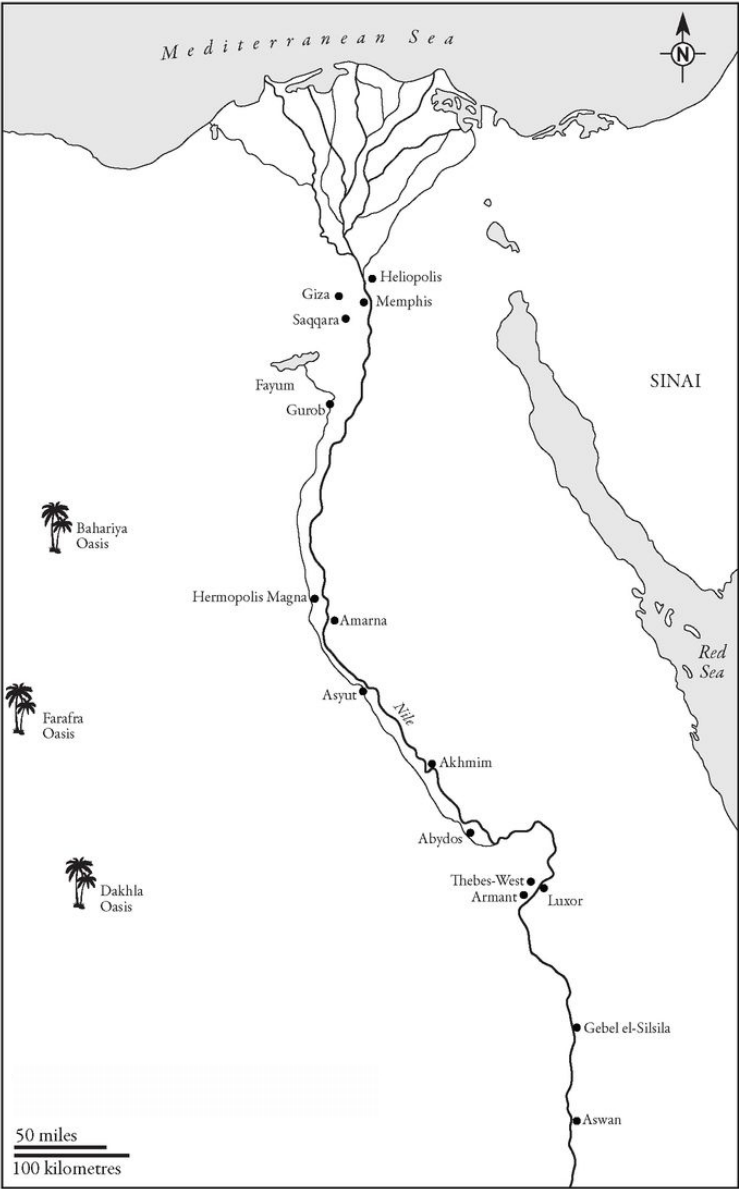 Mediterranean Sea
N
Heliopolis
Giza
Memphis
Saqqara
Fayum
SINAI
Gurob
Bahariya
Oasis
Hermopolis Magna
Amarna
Red
Sea
Asyut
Nile
Farafra
Oasis
Akhmim
Abydos
Thebes-West
Dakhla
Oasis
Armant
Luxor
Gebel el-Silsila
Aswan
50 miles
100 kilometres